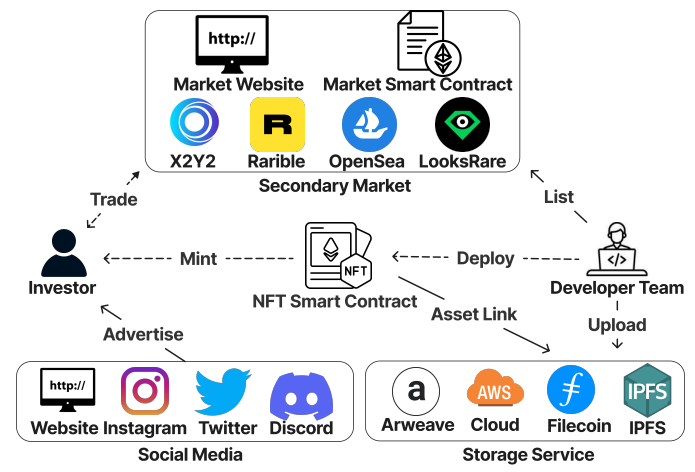 http://
Market Website
Market Smart Contract
R
X2Y2
Rarible
OpenSea
LooksRare
Secondary Market
Trade
List
Investor
Mint
NFT
NFT Smart Contract
Deploy
</>
Developer Team
Advertise
Asset Link
Upload
http://
Website
Instagram
Twitter
Discord
Social Media
a
Arweave
AWS
Cloud
Filecoin
IPFS
IPFS
Storage Service